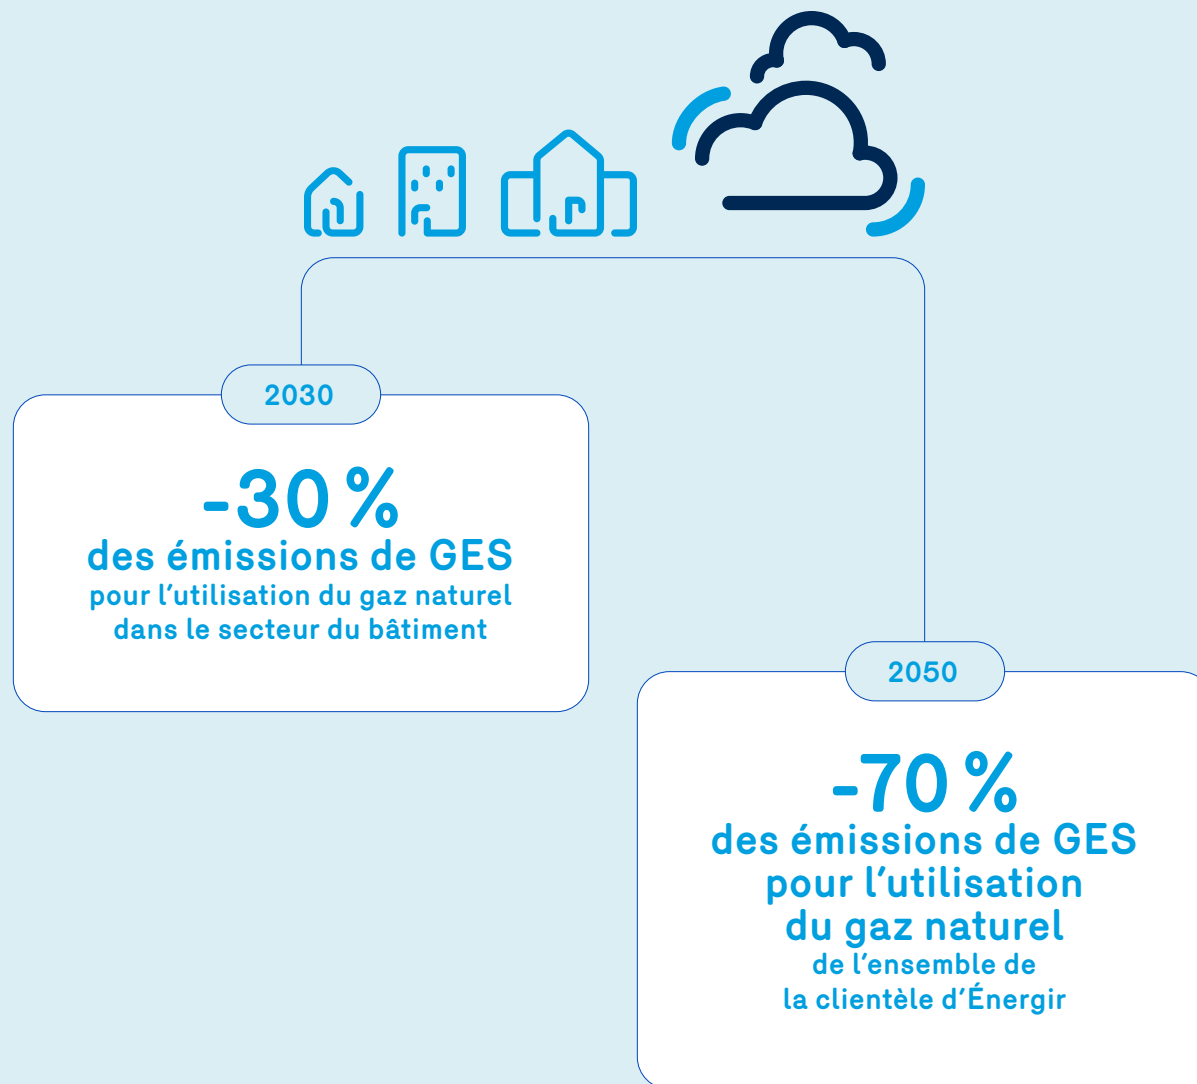 2030
-30 %
des émissions de GES
pour l'utilisation du gaz naturel
dans le secteur du bâtiment
2050
-70 %
des émissions de GES
pour l'utilisation
du gaz naturel
de l'ensemble de
la clientèle d'Énergir